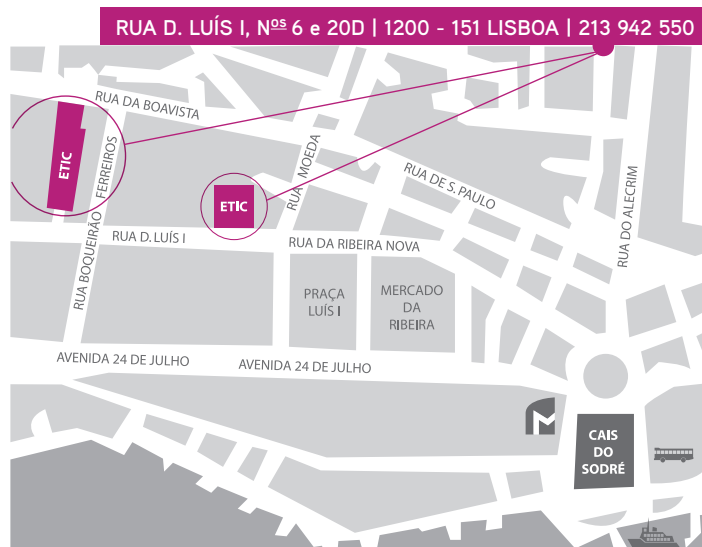 RUA D. LUÍS I, Nºˢ 6 e 20D | 1200 - 151 LISBOA | 213 942 550
RUA DA BOAVISTA
RUA MOEDA
ETIC
RUA BOQUEIRÃO FERREIROS
RUA DE S. PAULO
RUA DO ALECRIM
ETIC
RUA D. LUÍS I
RUA DA RIBEIRA NOVA
PRAÇA
LUÍS I
MERCADO
DA
RIBEIRA
AVENIDA 24 DE JULHO
AVENIDA 24 DE JULHO
M
CAIS
DO
SODRÉ